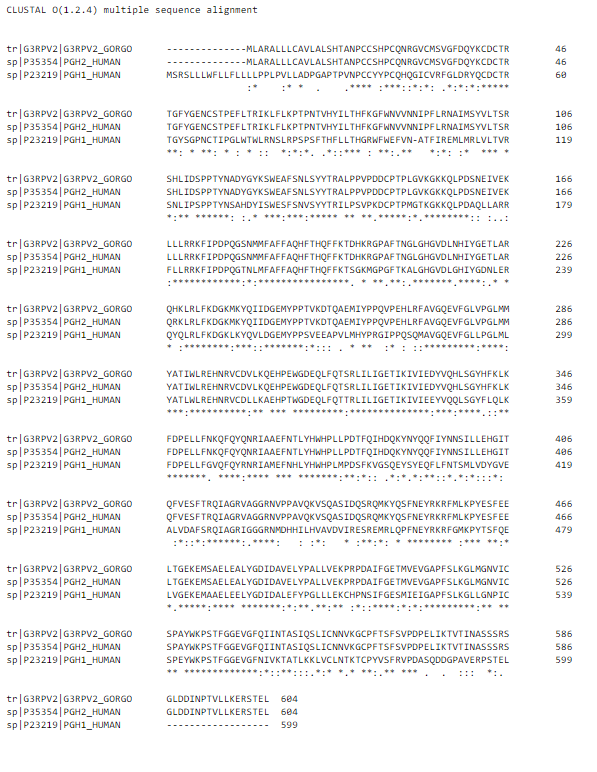 CLUSTAL O(1.2.4) multiple sequence alignment
tr|G3RPV2|G3RPV2_GORGO --------------MLARALLLCAVLALSHTANPCCSHPCQNRGVCMSVGFDQYKCDCTR 46
sp|P35354|PGH2_HUMAN --------------MLARALLLCAVLALSHTANPCCSHPCQNRGVCMSVGFDQYKCDCTR 46
sp|P23219|PGH1_HUMAN MSRSLLLWFLLFLLLLPPLPVLLADPGAPTPVNPCCYYPCQHQGICVRFGLDRYQCDCTR 60
:* : * * . .**** :***::*:*: .*:*:*:*****
tr|G3RPV2|G3RPV2_GORGO TGFYGENCSTPEFLTRIKLFLKPTPNTVHYILTHFKGFWNVVNNIPFLRNAIMSYVLTSR 106
sp|P35354|PGH2_HUMAN TGFYGENCSTPEFLTRIKLFLKPTPNTVHYILTHFKGFWNVVNNIPFLRNAIMSYVLTSR 106
sp|P23219|PGH1_HUMAN TGYSGPNCTIPGLWTWLRNSLRPSPSFTHFLLTHGRWFWEFVN-ATFIREMLMRLVLTVR 119
**: * **: * : * :: *:*:*. .*::*** : **:.** *:*: :* *** *
tr|G3RPV2|G3RPV2_GORGO SHLIDSPPTYNADYGYKSWEAFSNLSYYTRALPPVPDDCPTPLGVKGKKQLPDSNEIVEK 166
sp|P35354|PGH2_HUMAN SHLIDSPPTYNADYGYKSWEAFSNLSYYTRALPPVPDDCPTPLGVKGKKQLPDSNEIVEK 166
sp|P23219|PGH1_HUMAN SNLIPSPPTYNSAHDYISWESFSNVSYYTRILPSVPKDCPTPMGTKGKKQLPDAQLLARR 179
*:** ******: :.* ***:***:***** ** **.*****:*.********:: :..:
tr|G3RPV2|G3RPV2_GORGO LLLRRKFIPDPQGSNMMFAFFAQHFTHQFFKTDHKRGPAFTNGLGHGVDLNHIYGETLAR 226
sp|P35354|PGH2_HUMAN LLLRRKFIPDPQGSNMMFAFFAQHFTHQFFKTDHKRGPAFTNGLGHGVDLNHIYGETLAR 226
sp|P23219|PGH1_HUMAN FLLRRKFIPDPQGTNLMFAFFAQHFTHQFFKTSGKMGPGFTKALGHGVDLGHIYGDNLER 239
:************:*:****************. * **.**:.*******.****:.* *
tr|G3RPV2|G3RPV2_GORGO QHKLRLFKDGKMKYQIIDGEMYPPTVKDTQAEMIYPPQVPEHLRFAVGQEVFGLVPGLMM 286
sp|P35354|PGH2_HUMAN QRKLRLFKDGKMKYQIIDGEMYPPTVKDTQAEMIYPPQVPEHLRFAVGQEVFGLVPGLMM 286
sp|P23219|PGH1_HUMAN QYQLRLFKDGKLKYQVLDGEMYPPSVEEAPVLMHYPRGIPPQSQMAVGQEVFGLLPGLML 299
* :********:***::*******:*::: . * ** :* : :*********:****:
tr|G3RPV2|G3RPV2_GORGO YATIWLREHNRVCDVLKQEHPEWGDEQLFQTSRLILIGETIKIVIEDYVQHLSGYHFKLK 346
sp|P35354|PGH2_HUMAN YATIWLREHNRVCDVLKQEHPEWGDEQLFQTSRLILIGETIKIVIEDYVQHLSGYHFKLK 346
sp|P23219|PGH1_HUMAN YATLWLREHNRVCDLLKAEHPTWGDEQLFQTTRLILIGETIKIVIEEYVQQLSGYFLQLK 359
***:**********:** *** *********:**************:***:****.::**
tr|G3RPV2|G3RPV2_GORGO FDPELLFNKQFQYQNRIAAEFNTLYHWHPLLPDTFQIHDQKYNYQQFIYNNSILLEHGIT 406
sp|P35354|PGH2_HUMAN FDPELLFNKQFQYQNRIAAEFNTLYHWHPLLPDTFQIHDQKYNYQQFIYNNSILLEHGIT 406
sp|P23219|PGH1_HUMAN FDPELLFGVQFQYRNRIAMEFNHLYHWHPLMPDSFKVGSQEYSYEQFLFNTSMLVDYGVE 419
*******. ****:**** *** *******:**:*:: .*:*.*:**::*.*:*:::*:
tr|G3RPV2|G3RPV2_GORGO QFVESFTRQIAGRVAGGRNVPPAVQKVSQASIDQSRQMKYQSFNEYRKRFMLKPYESFEE 466
sp|P35354|PGH2_HUMAN QFVESFTRQIAGRVAGGRNVPPAVQKVSQASIDQSRQMKYQSFNEYRKRFMLKPYESFEE 466
sp|P23219|PGH1_HUMAN ALVDAFSRQIAGRIGGGRNMDHHILHVAVDVIRESREMRLQPFNEYRKRFGMKPYTSFQE 479
:*::*:******:.****: : :*: * :**:*: * ******** :*** **:*
tr|G3RPV2|G3RPV2_GORGO LTGEKEMSAELEALYGDIDAVELYPALLVEKPRPDAIFGETMVEVGAPFSLKGLMGNVIC 526
sp|P35354|PGH2_HUMAN LTGEKEMSAELEALYGDIDAVELYPALLVEKPRPDAIFGETMVEVGAPFSLKGLMGNVIC 526
sp|P23219|PGH1_HUMAN LVGEKEMAAELEELYGDIDALEFYPGLLLEKCHPNSIFGESMIEIGAPFSLKGLLGNPIC 539
*.*****:**** *******:*:**.**:** :*::****:*:*:*********:** **
tr|G3RPV2|G3RPV2_GORGO SPAYWKPSTFGGEVGFQIINTASIQSLICNNVKGCPFTSFSVPDPELIKTVTINASSSRS 586
sp|P35354|PGH2_HUMAN SPAYWKPSTFGGEVGFQIINTASIQSLICNNVKGCPFTSFSVPDPELIKTVTINASSSRS 586
sp|P23219|PGH1_HUMAN SPEYWKPSTFGGEVGFNIVKTATLKKLVCLNTKTCPYVSFRVPDASQDDGPAVERPSTEL 599
** *************:*::**:::.*:* *.* **:.** ***. . ::: *:.
tr|G3RPV2|G3RPV2_GORGO GLDDINPTVLLKERSTEL 604
sp|P35354|PGH2_HUMAN GLDDINPTVLLKERSTEL 604
sp|P23219|PGH1_HUMAN ------------------ 599